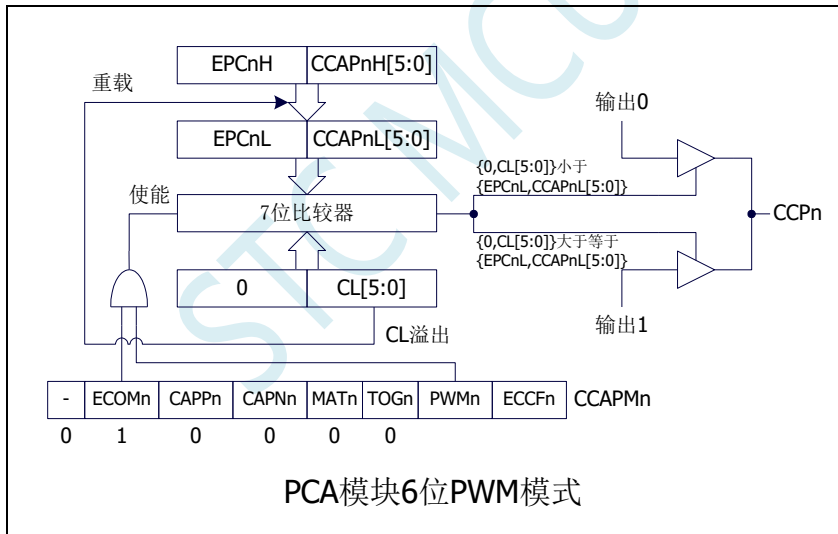 EPCnH CCAPnH[5:0]
重载
输出0
EPCnL CCAPnL[5:0]
{0,CL[5:0]}小于
{EPCnL,CCAPnL[5:0]}
使能
7位比较器
CCPn
{0,CL[5:0]}大于等于
{EPCnL,CCAPnL[5:0]}
0 CL[5:0]
输出1
CL溢出
- ECOMn CAPPn CAPNn MATn TOGn PWMn ECCFn CCAPMn
0 1 0 0 0 0
PCA模块6位PWM模式
STC MCU